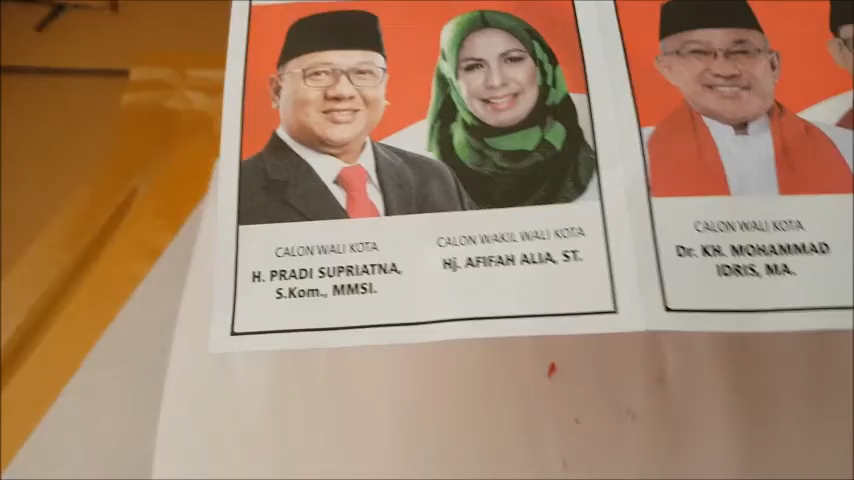 CALON WALI KOTA
H. PRADI SUPRIATNA,
S.Kom., MMSI.
CALON WAKIL WALI KOTA
Hj. AFIFAH ALIA, ST.
CALON WALI KOTA
Dr. KH. MOHAMMAD
IDRIS, MA.